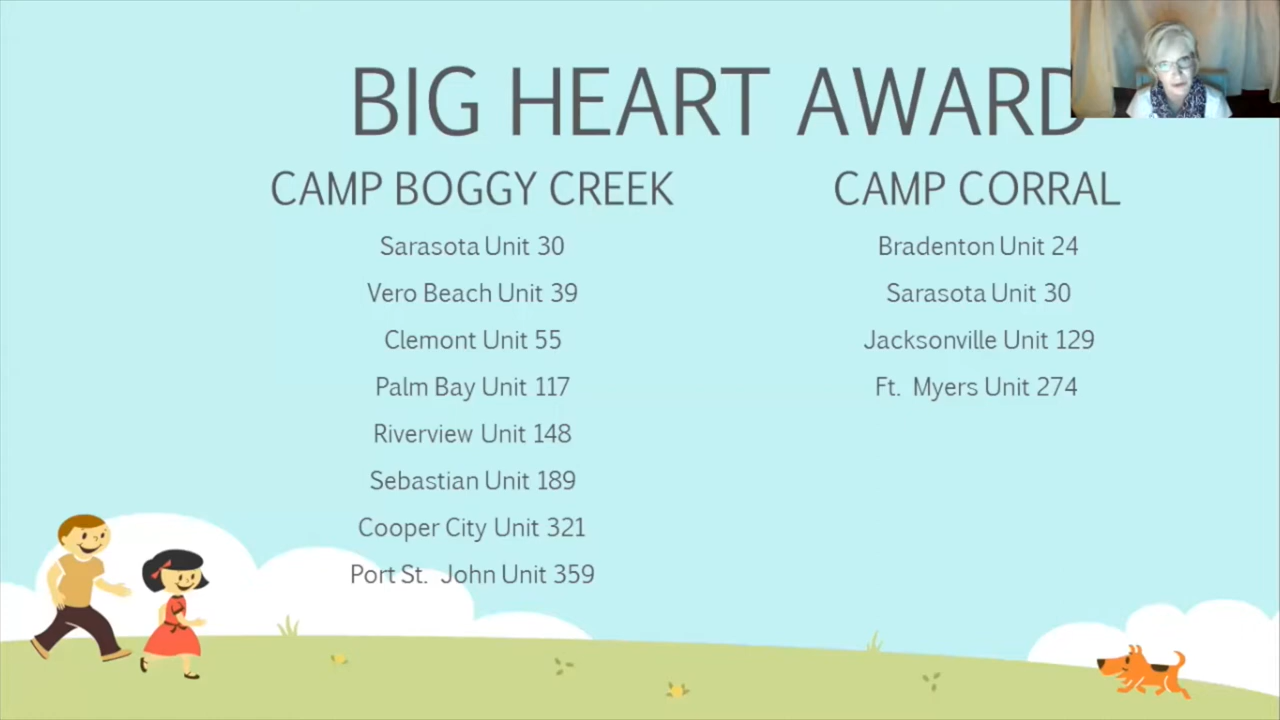 BIG HEART AWARD
CAMP BOGGY CREEK
Sarasota Unit 30
Vero Beach Unit 39
Clemont Unit 55
Palm Bay Unit 117
Riverview Unit 148
Sebastian Unit 189
Cooper City Unit 321
Port St. John Unit 359
CAMP CORRAL
Bradenton Unit 24
Sarasota Unit 30
Jacksonville Unit 129
Ft. Myers Unit 274